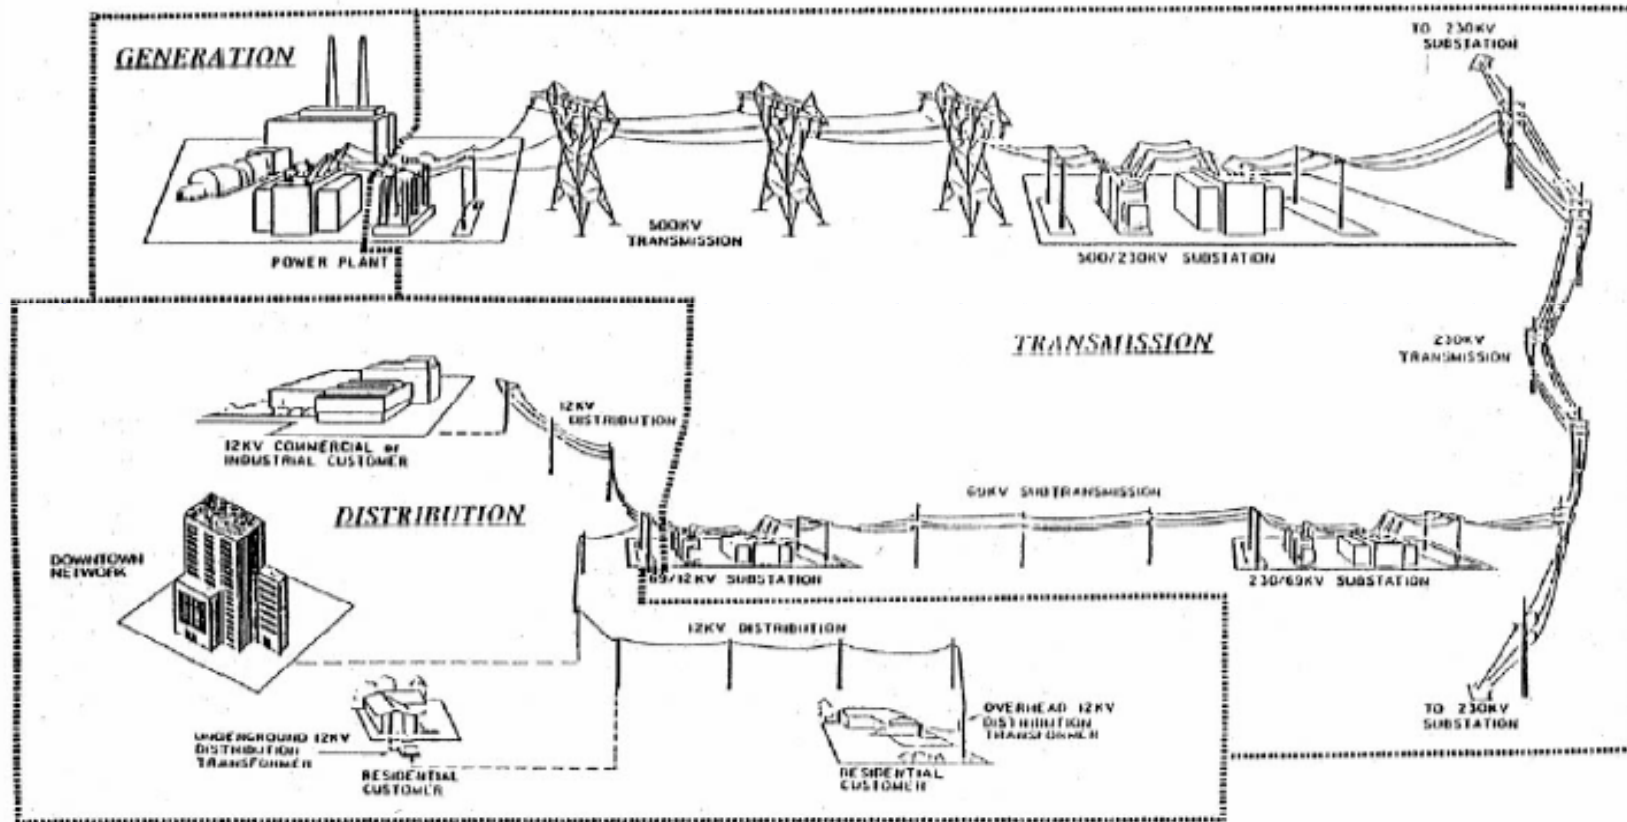 GENERATION
POWER PLANT
500KV
TRANSMISSION
500/230KV SUBSTATION
TO 230KV
SUBSTATION
TRANSMISSION
230KV
TRANSMISSION
12KV
DISTRIBUTION
12KV COMMERCIAL or
INDUSTRIAL CUSTOMER
DISTRIBUTION
69KV SUBTRANSMISSION
DOWNTOWN
NETWORK
69/12KV SUBSTATION
230/69KV SUBSTATION
12KV DISTRIBUTION
UNDERGROUND 12KV
DISTRIBUTION
TRANSFORMER
RESIDENTIAL
CUSTOMER
OVERHEAD 12KV
DISTRIBUTION
TRANSFORMER
RESIDENTIAL
CUSTOMER
TO 230KV
SUBSTATION